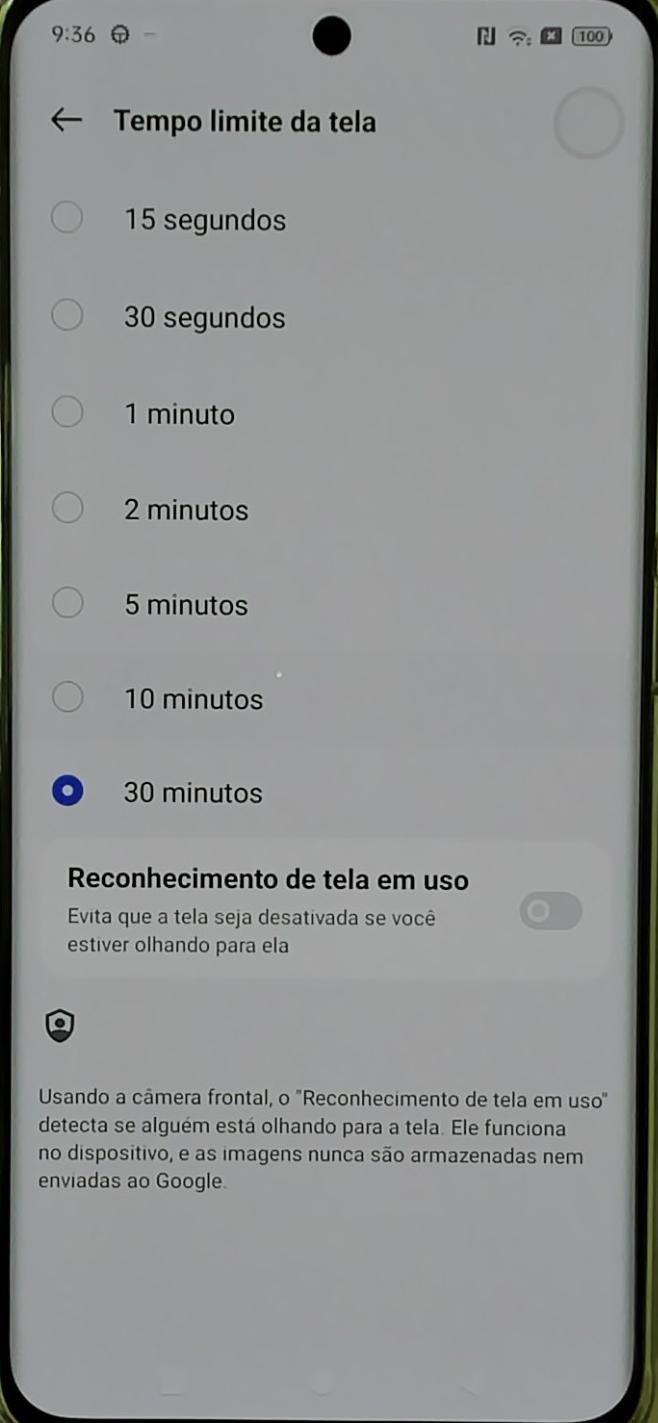 9:36
100
Tempo limite da tela
15 segundos
30 segundos
1 minuto
2 minutos
5 minutos
10 minutos
30 minutos
Reconhecimento de tela em uso
Evita que a tela seja desativada se você
estiver olhando para ela
Usando a câmera frontal, o "Reconhecimento de tela em uso"
detecta se alguém está olhando para a tela. Ele funciona
no dispositivo, e as imagens nunca são armazenadas nem
enviadas ao Google.